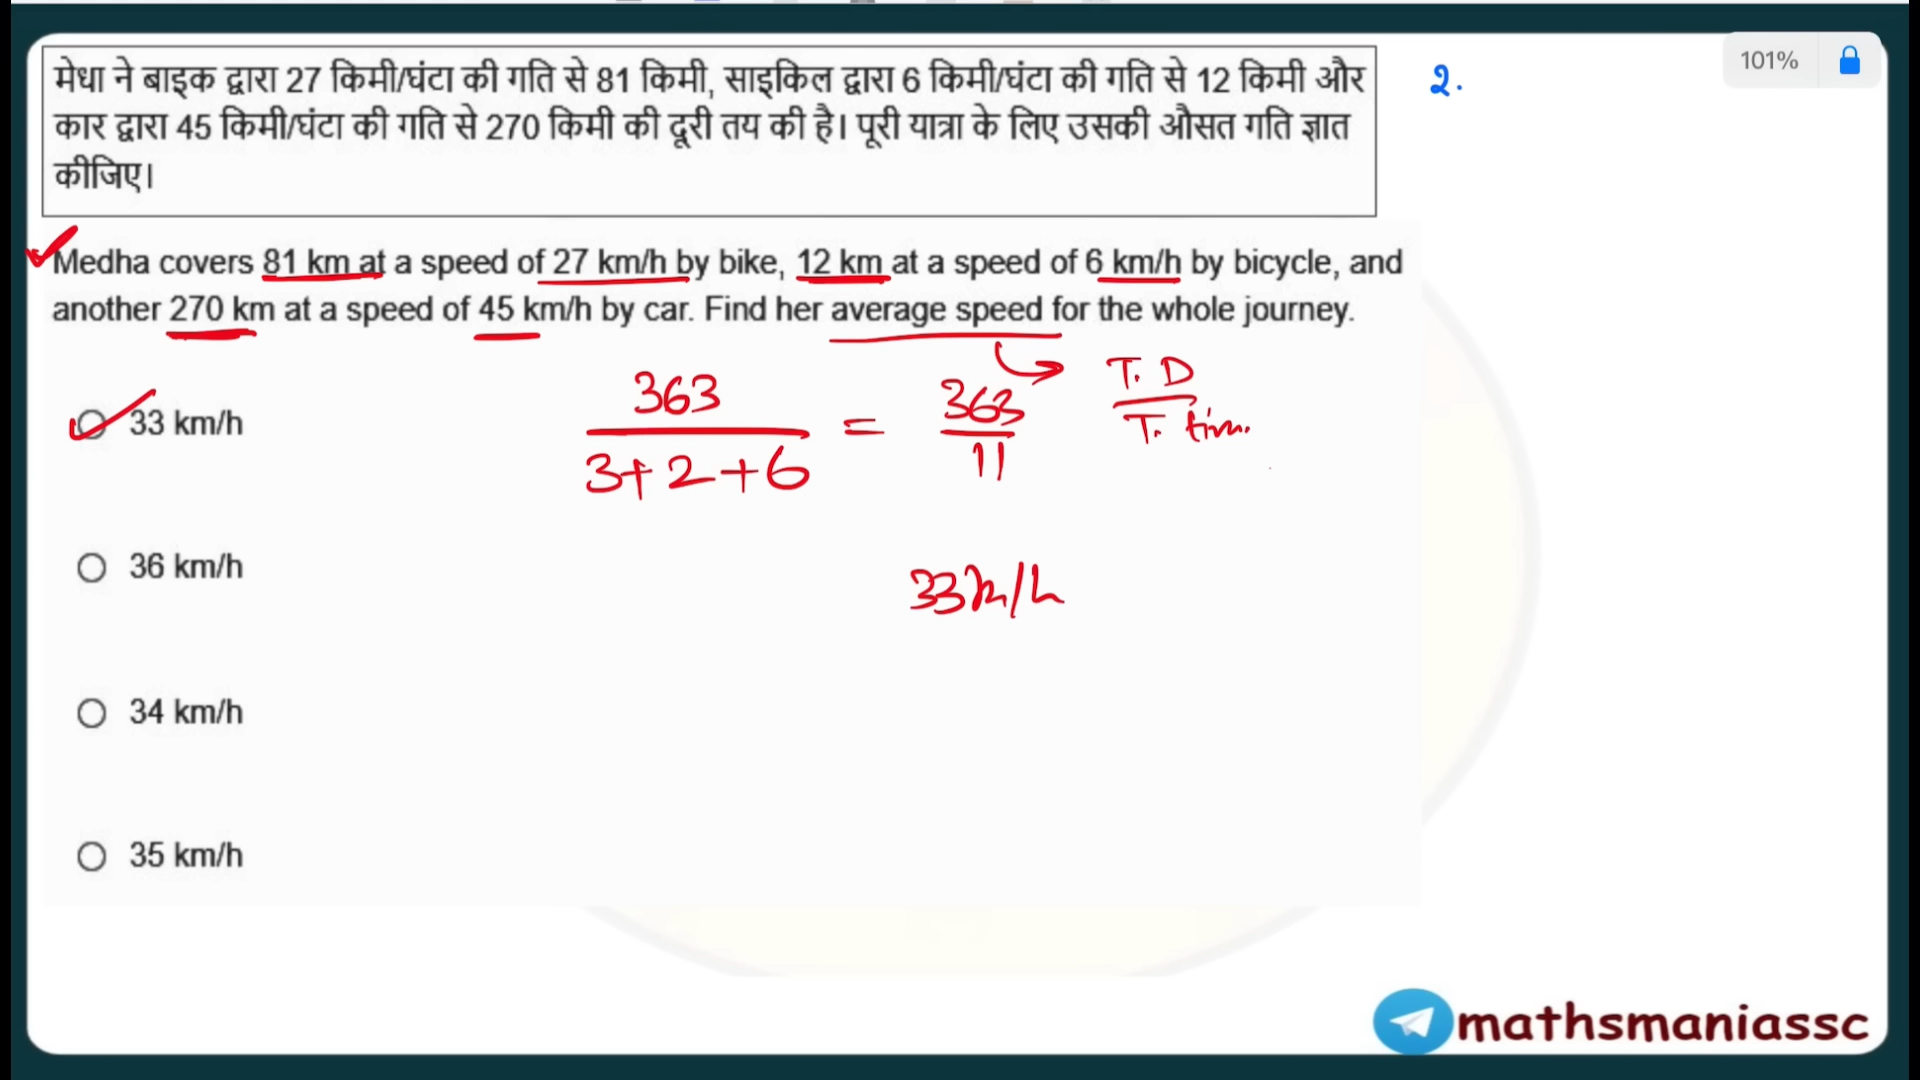 101%
मेधा ने बाइक द्वारा 27 किमी/घंटा की गति से 81 किमी, साइकिल द्वारा 6 किमी/घंटा की गति से 12 किमी और
कार द्वारा 45 किमी/घंटा की गति से 270 किमी की दूरी तय की है। पूरी यात्रा के लिए उसकी औसत गति ज्ञात
कीजिए।
2.
Medha covers 81 km at a speed of 27 km/h by bike, 12 km at a speed of 6 km/h by bicycle, and
another 270 km at a speed of 45 km/h by car. Find her average speed for the whole journey.
33 km/h
36 km/h
34 km/h
35 km/h
363
3+2+6
=
363
11
T. D
T. tim.
33km/h
mathsmaniassc